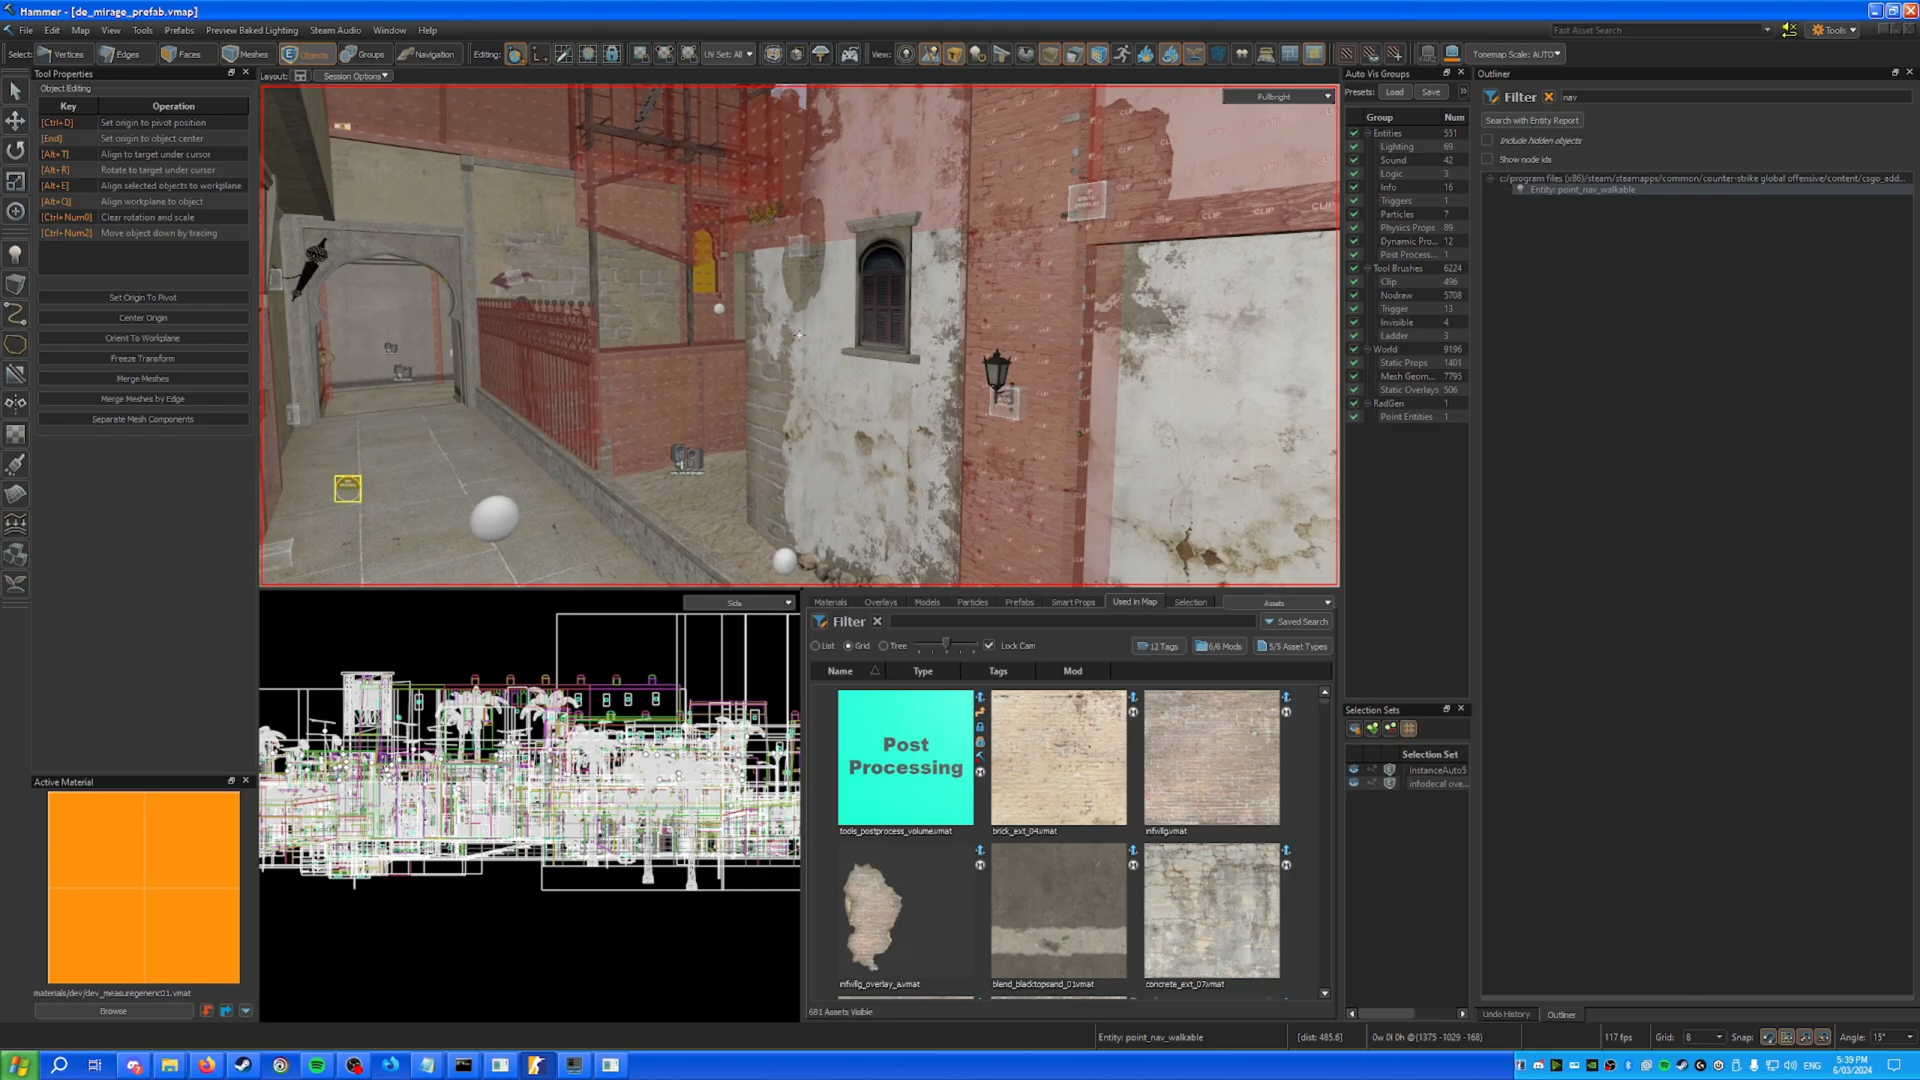 Hammer - [de_mirage_prefab.vmap]
File Edit Map View Tools Prefabs Preview Baked Lighting Steam Audio Window Help
Fast Asset Search
Tools
Select: Vertices Edges Faces Meshes Objects Groups Navigation Editing: UV Set: All View: Tonemap Scale: AUTO
Tool Properties
Object Editing
Key Operation
[Ctrl+D] Set origin to pivot position
[End] Set origin to object center
[Alt+T] Align to target under cursor
[Alt+R] Rotate to target under cursor
[Alt+E] Align selected objects to workplane
[Alt+Q] Align workplane to object
[Ctrl+Num0] Clear rotation and scale
[Ctrl+Num2] Move object down by tracing
Set Origin To Pivot
Center Origin
Orient To Workplane
Freeze Transform
Merge Meshes
Merge Meshes by Edge
Separate Mesh Components
Active Material
materials/dev/dev_measuregeneric01.vmat
Browse
Layout: Session Options
Fullbright
CLIP
Side
Materials Overlays Models Particles Prefabs Smart Props Used in Map Selection Assets
Filter
Saved Search
List Grid Tree Lock Cam 12 Tags 6/6 Mods 5/5 Asset Types
Name Type Tags Mod
Post
Processing
tools_postprocess_volume.vmat brick_ext_04.vmat infwllg.vmat
infwllg_overlay_a.vmat blend_blacktopsand_01.vmat concrete_ext_07.vmat
681 Assets Visible
Auto Vis Groups
Presets: Load Save
Group Num
Entities 551
Lighting 69
Sound 42
Logic 3
Info 16
Triggers 1
Particles 7
Physics Props 89
Dynamic Pro... 12
Post Process... 1
Tool Brushes 6224
Clip 496
Nodraw 5708
Trigger 13
Invisible 4
Ladder 3
World 9196
Static Props 1401
Mesh Geom... 7795
Static Overlays 506
RadGen 1
Point Entities 1
Selection Sets
Selection Set
InstanceAuto5
infodecal ove...
Outliner
Filter nav
Search with Entity Report
Include hidden objects
Show node ids
c:/program files (x86)/steam/steamapps/common/counter-strike global offensive/content/csgo_add...
Entity: point_nav_walkable
Undo History Outliner
Entity: point_nav_walkable [dist: 485.6] 0w 0l 0h @(1375 -1029 -168) 117 fps Grid: 8 Snap: Angle: 15°
ENG
5:39 PM
6/03/2024